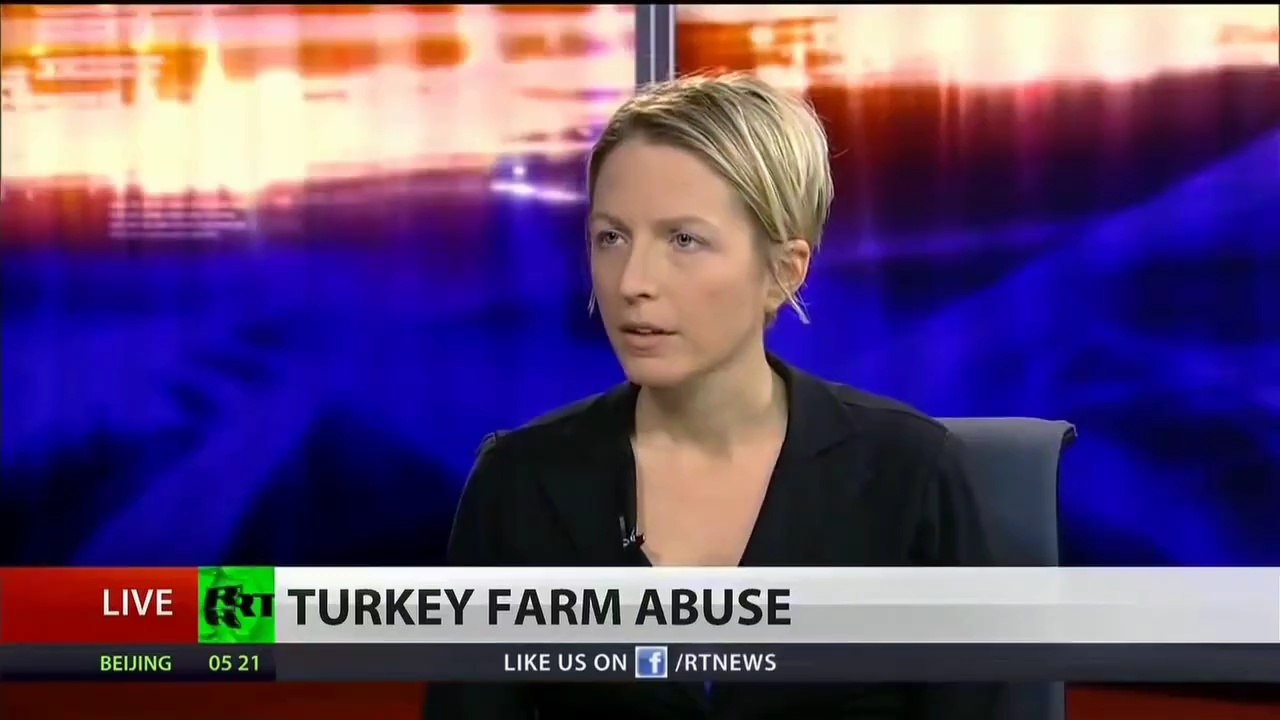 LIVE
RT
TURKEY FARM ABUSE
BEIJING 05 21
LIKE US ON f /RTNEWS